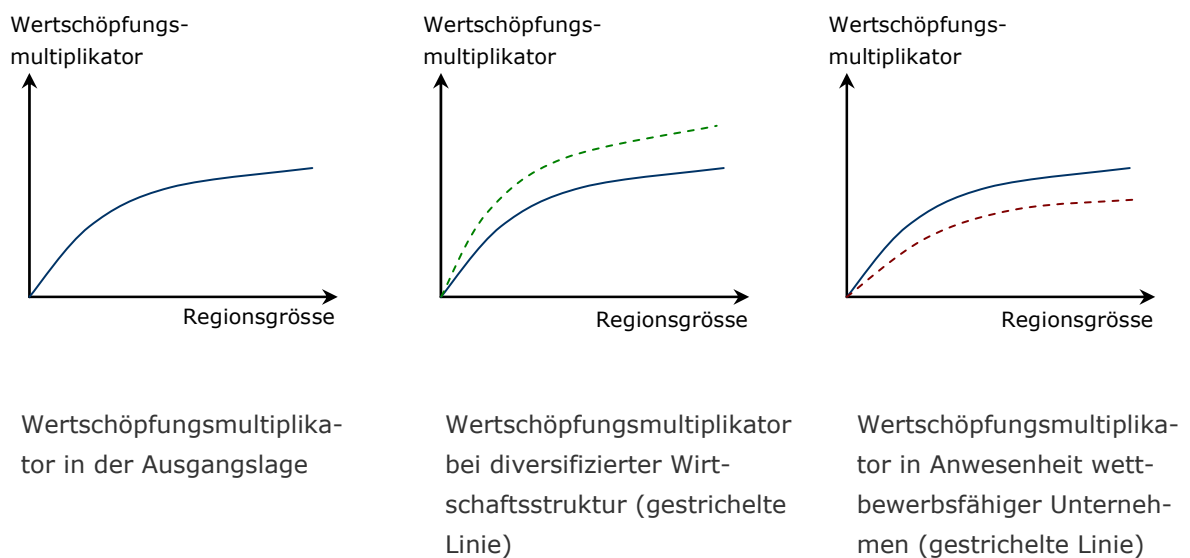 Wertschöpfungs-
multiplikator
Regionsgrösse
Wertschöpfungsmultiplika-
tor in der Ausgangslage
Wertschöpfungs-
multiplikator
Regionsgrösse
Wertschöpfungsmultiplikator
bei diversifizierter Wirt-
schaftsstruktur (gestrichelte
Linie)
Wertschöpfungs-
multiplikator
Regionsgrösse
Wertschöpfungsmultiplika-
tor in Anwesenheit wett-
bewerbsfähiger Unterneh-
men (gestrichelte Linie)